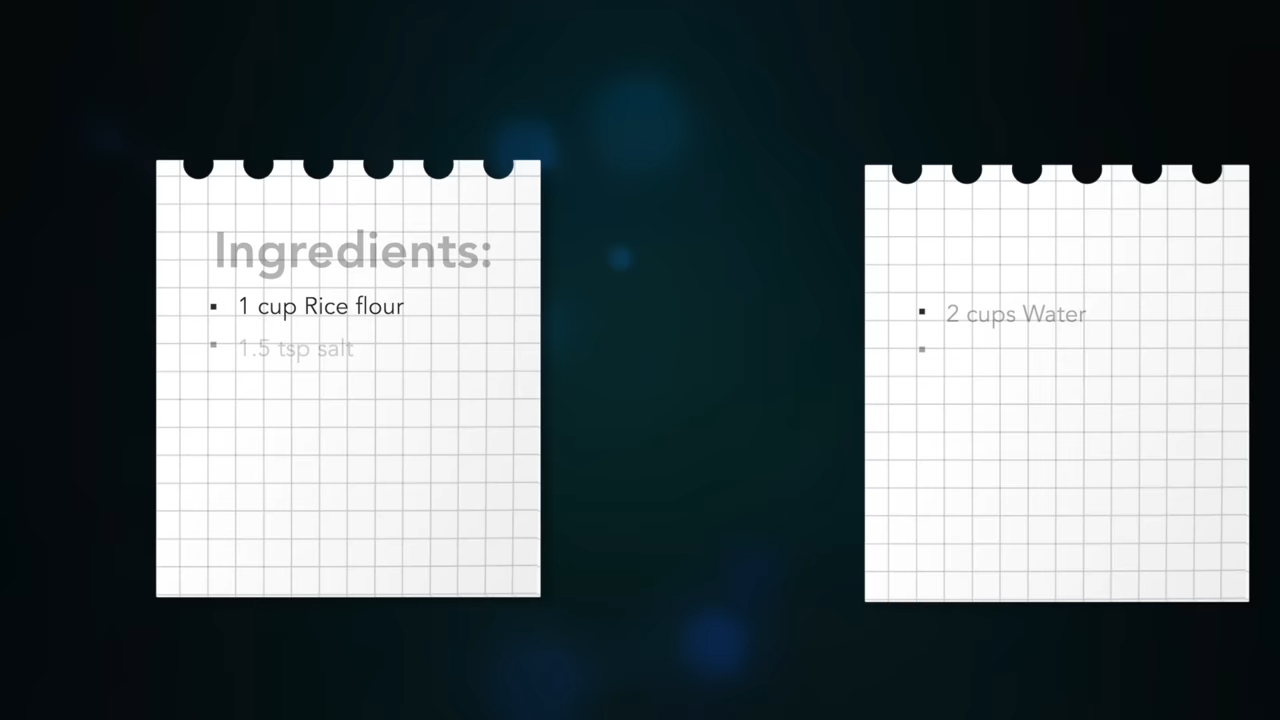 Ingredients:
▪ 1 cup Rice flour
▪ 1.5 tsp salt
▪ 2 cups Water
▪